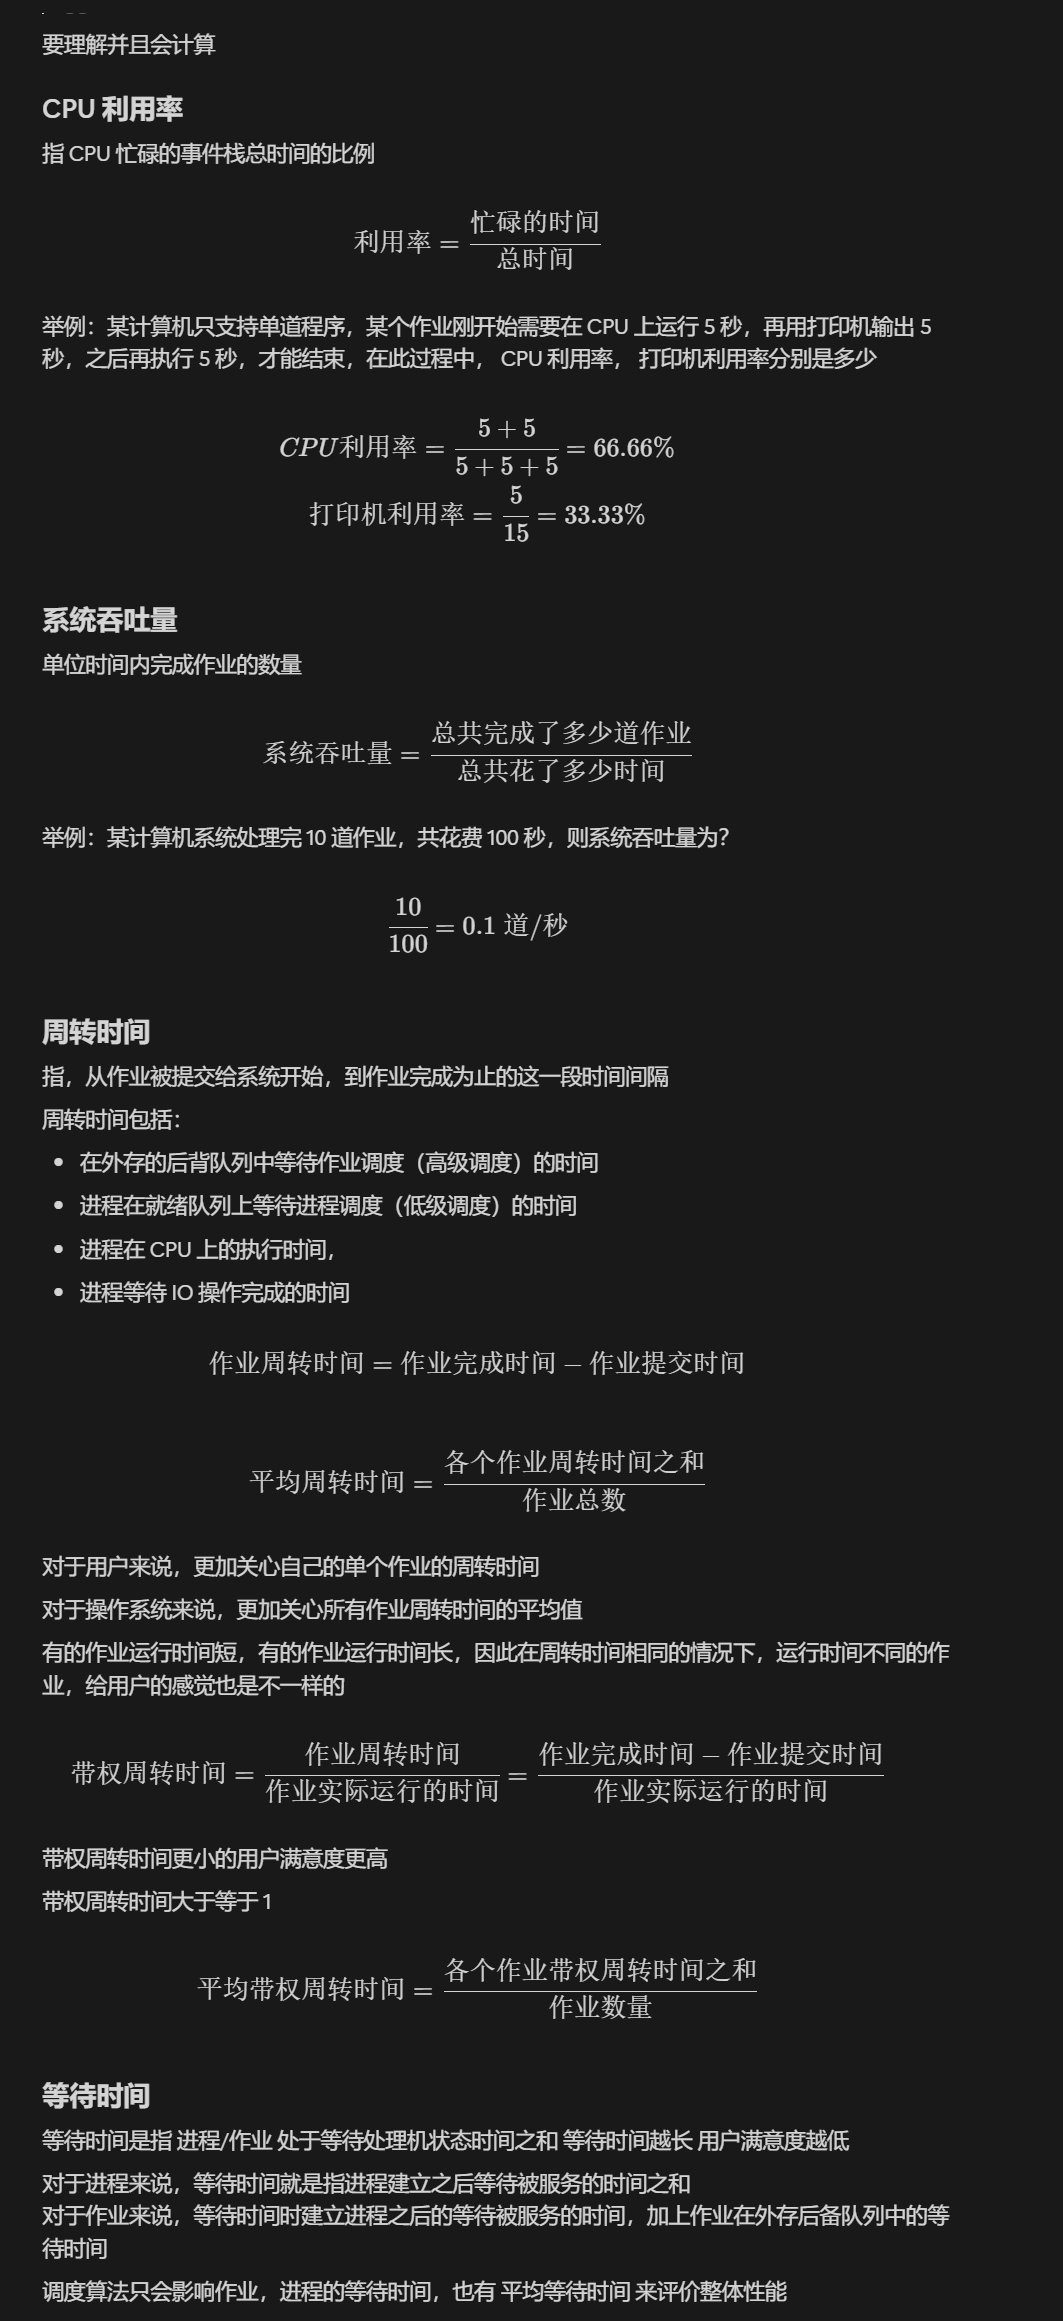 要理解并且会计算
CPU 利用率
指 CPU 忙碌的事件栈总时间的比例
利用率 = 忙碌的时间 / 总时间
举例：某计算机只支持单道程序，某个作业刚开始需要在 CPU 上运行 5 秒，再用打印机输出 5
秒，之后再执行 5 秒，才能结束，在此过程中， CPU 利用率， 打印机利用率分别是多少
CPU利用率 = 5 + 5 / 5 + 5 + 5 = 66.66%
打印机利用率 = 5 / 15 = 33.33%
系统吞吐量
单位时间内完成作业的数量
系统吞吐量 = 总共完成了多少道作业 / 总共花了多少时间
举例：某计算机系统处理完 10 道作业，共花费 100 秒，则系统吞吐量为？
10 / 100 = 0.1 道/秒
周转时间
指，从作业被提交给系统开始，到作业完成为止的这一段时间间隔
周转时间包括：
• 在外存的后背队列中等待作业调度（高级调度）的时间
• 进程在就绪队列上等待进程调度（低级调度）的时间
• 进程在 CPU 上的执行时间，
• 进程等待 IO 操作完成的时间
作业周转时间 = 作业完成时间 − 作业提交时间
平均周转时间 = 各个作业周转时间之和 / 作业总数
对于用户来说，更加关心自己的单个作业的周转时间
对于操作系统来说，更加关心所有作业周转时间的平均值
有的作业运行时间短，有的作业运行时间长，因此在周转时间相同的情况下，运行时间不同的作
业，给用户的感觉也是不一样的
带权周转时间 = 作业周转时间 / 作业实际运行的时间 = 作业完成时间 − 作业提交时间 / 作业实际运行的时间
带权周转时间更小的用户满意度更高
带权周转时间大于等于 1
平均带权周转时间 = 各个作业带权周转时间之和 / 作业数量
等待时间
等待时间是指 进程/作业 处于等待处理机状态时间之和 等待时间越长 用户满意度越低
对于进程来说，等待时间就是指进程建立之后等待被服务的时间之和
对于作业来说，等待时间时建立进程之后的等待被服务的时间，加上作业在外存后备队列中的等
待时间
调度算法只会影响作业，进程的等待时间，也有 平均等待时间 来评价整体性能